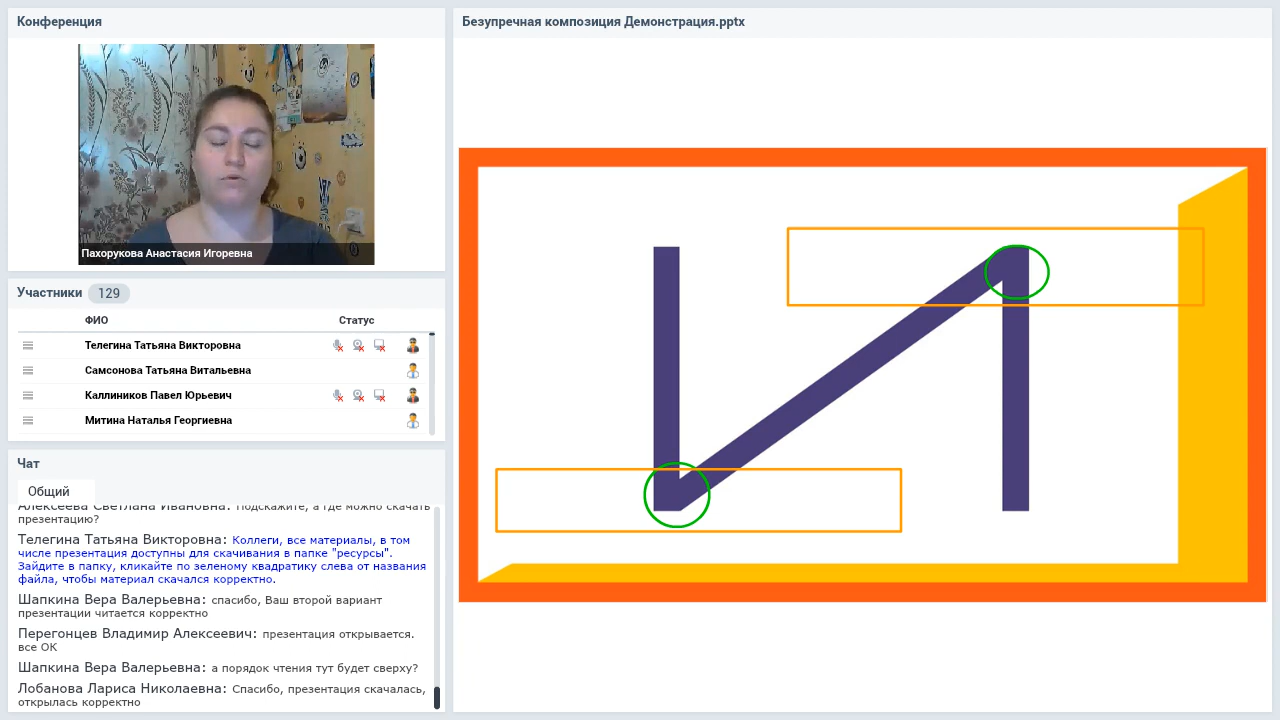 Конференция
Безупречная композиция Демонстрация.pptx
Пахорукова Анастасия Игоревна
Участники 129
ФИО Статус
Телегина Татьяна Викторовна
Самсонова Татьяна Витальевна
Каллиников Павел Юрьевич
Митина Наталья Георгиевна
Чат
Общий
Алексеева Светлана Ивановна: Подскажите, а где можно скачать
презентацию?
Телегина Татьяна Викторовна: Коллеги, все материалы, в том
числе презентация доступны для скачивания в папке "ресурсы".
Зайдите в папку, кликайте по зеленому квадратику слева от названия
файла, чтобы материал скачался корректно.
Шапкина Вера Валерьевна: спасибо, Ваш второй вариант
презентации читается корректно
Перегонцев Владимир Алексеевич: презентация открывается.
все ОК
Шапкина Вера Валерьевна: а порядок чтения тут будет сверху?
Лобанова Лариса Николаевна: Спасибо, презентация скачалась,
открылась корректно
И